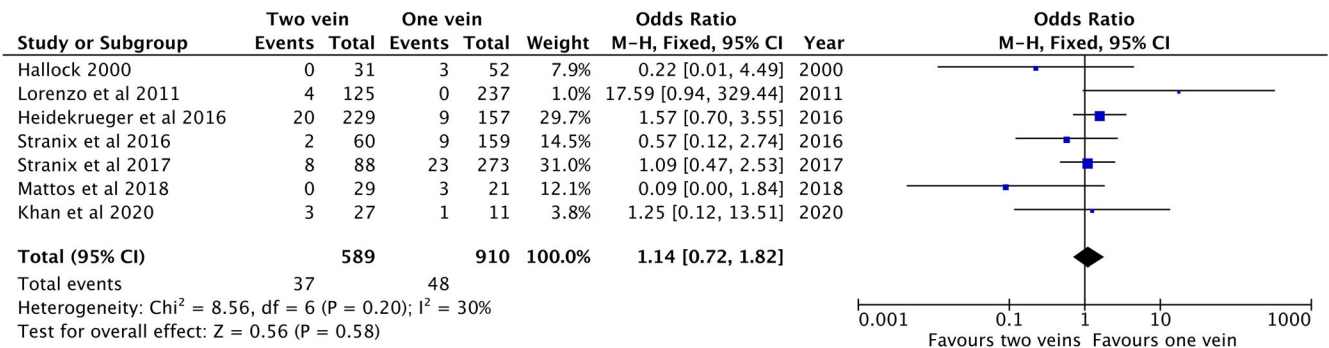 Two vein One vein Odds Ratio Odds Ratio
Study or Subgroup Events Total Events Total Weight M-H, Fixed, 95% CI Year M-H, Fixed, 95% CI
Hallock 2000 0 31 3 52 7.9% 0.22 [0.01, 4.49] 2000
Lorenzo et al 2011 4 125 0 237 1.0% 17.59 [0.94, 329.44] 2011
Heidekrueger et al 2016 20 229 9 157 29.7% 1.57 [0.70, 3.55] 2016
Stranix et al 2016 2 60 9 159 14.5% 0.57 [0.12, 2.74] 2016
Stranix et al 2017 8 88 23 273 31.0% 1.09 [0.47, 2.53] 2017
Mattos et al 2018 0 29 3 21 12.1% 0.09 [0.00, 1.84] 2018
Khan et al 2020 3 27 1 11 3.8% 1.25 [0.12, 13.51] 2020
Total (95% CI) 589 910 100.0% 1.14 [0.72, 1.82]
Total events 37 48
Heterogeneity: Chi² = 8.56, df = 6 (P = 0.20); I² = 30%
Test for overall effect: Z = 0.56 (P = 0.58)
0.001 0.1 1 10 1000
Favours two veins Favours one vein